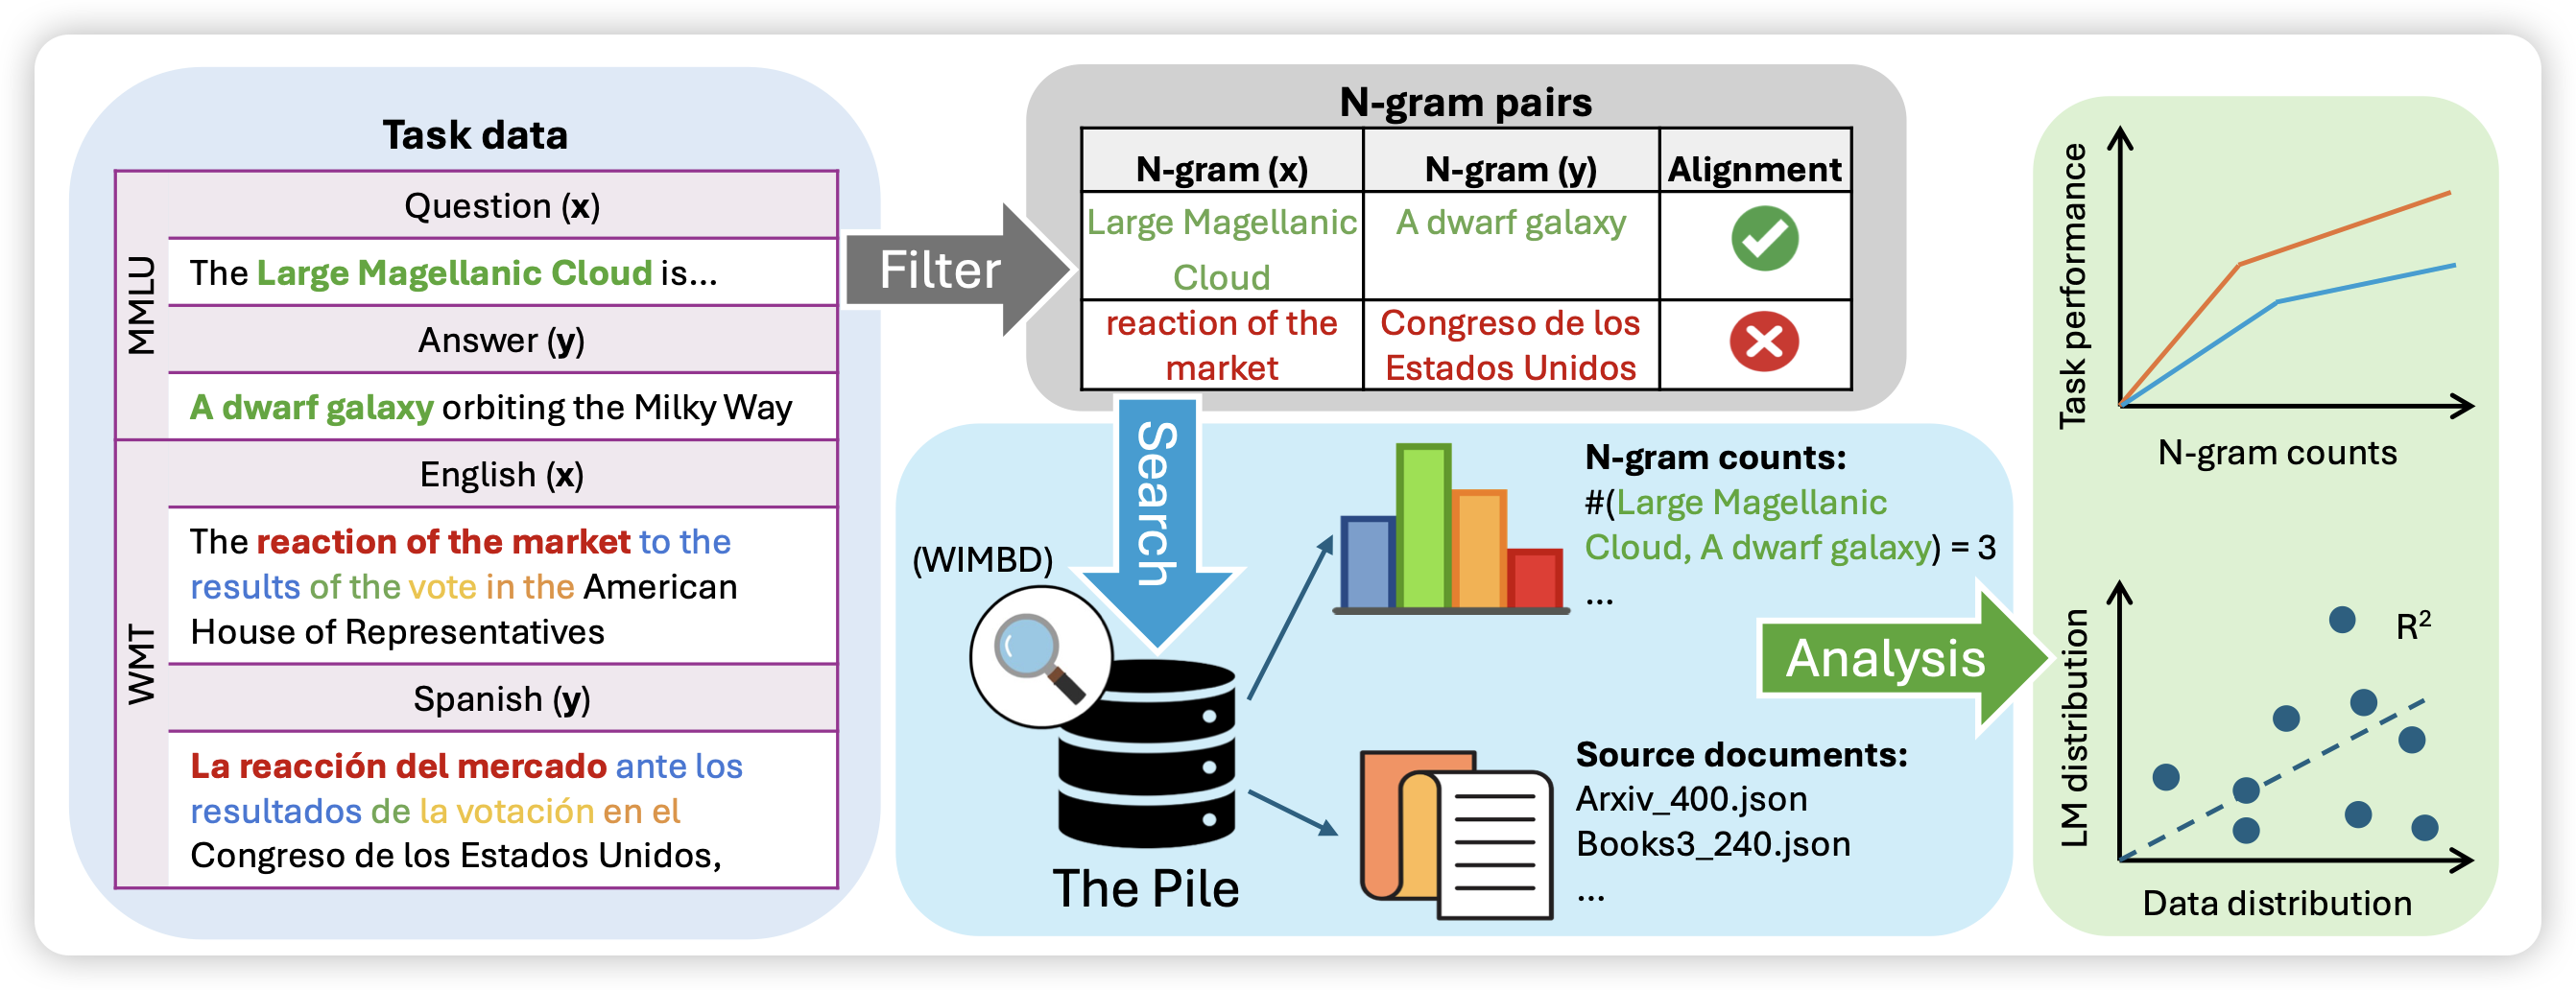 Task data
MMLU
Question (x)
The Large Magellanic Cloud is...
Answer (y)
A dwarf galaxy orbiting the Milky Way
WMT
English (x)
The reaction of the market to the
results of the vote in the American
House of Representatives
Spanish (y)
La reacción del mercado ante los
resultados de la votación en el
Congreso de los Estados Unidos,
Filter
N-gram pairs
N-gram (x) N-gram (y) Alignment
Large Magellanic A dwarf galaxy
Cloud
reaction of the Congreso de los
market Estados Unidos
Search
(WIMBD)
The Pile
N-gram counts:
#(Large Magellanic
Cloud, A dwarf galaxy) = 3
...
Source documents:
Arxiv_400.json
Books3_240.json
...
Analysis
Task performance
N-gram counts
R²
LM distribution
Data distribution